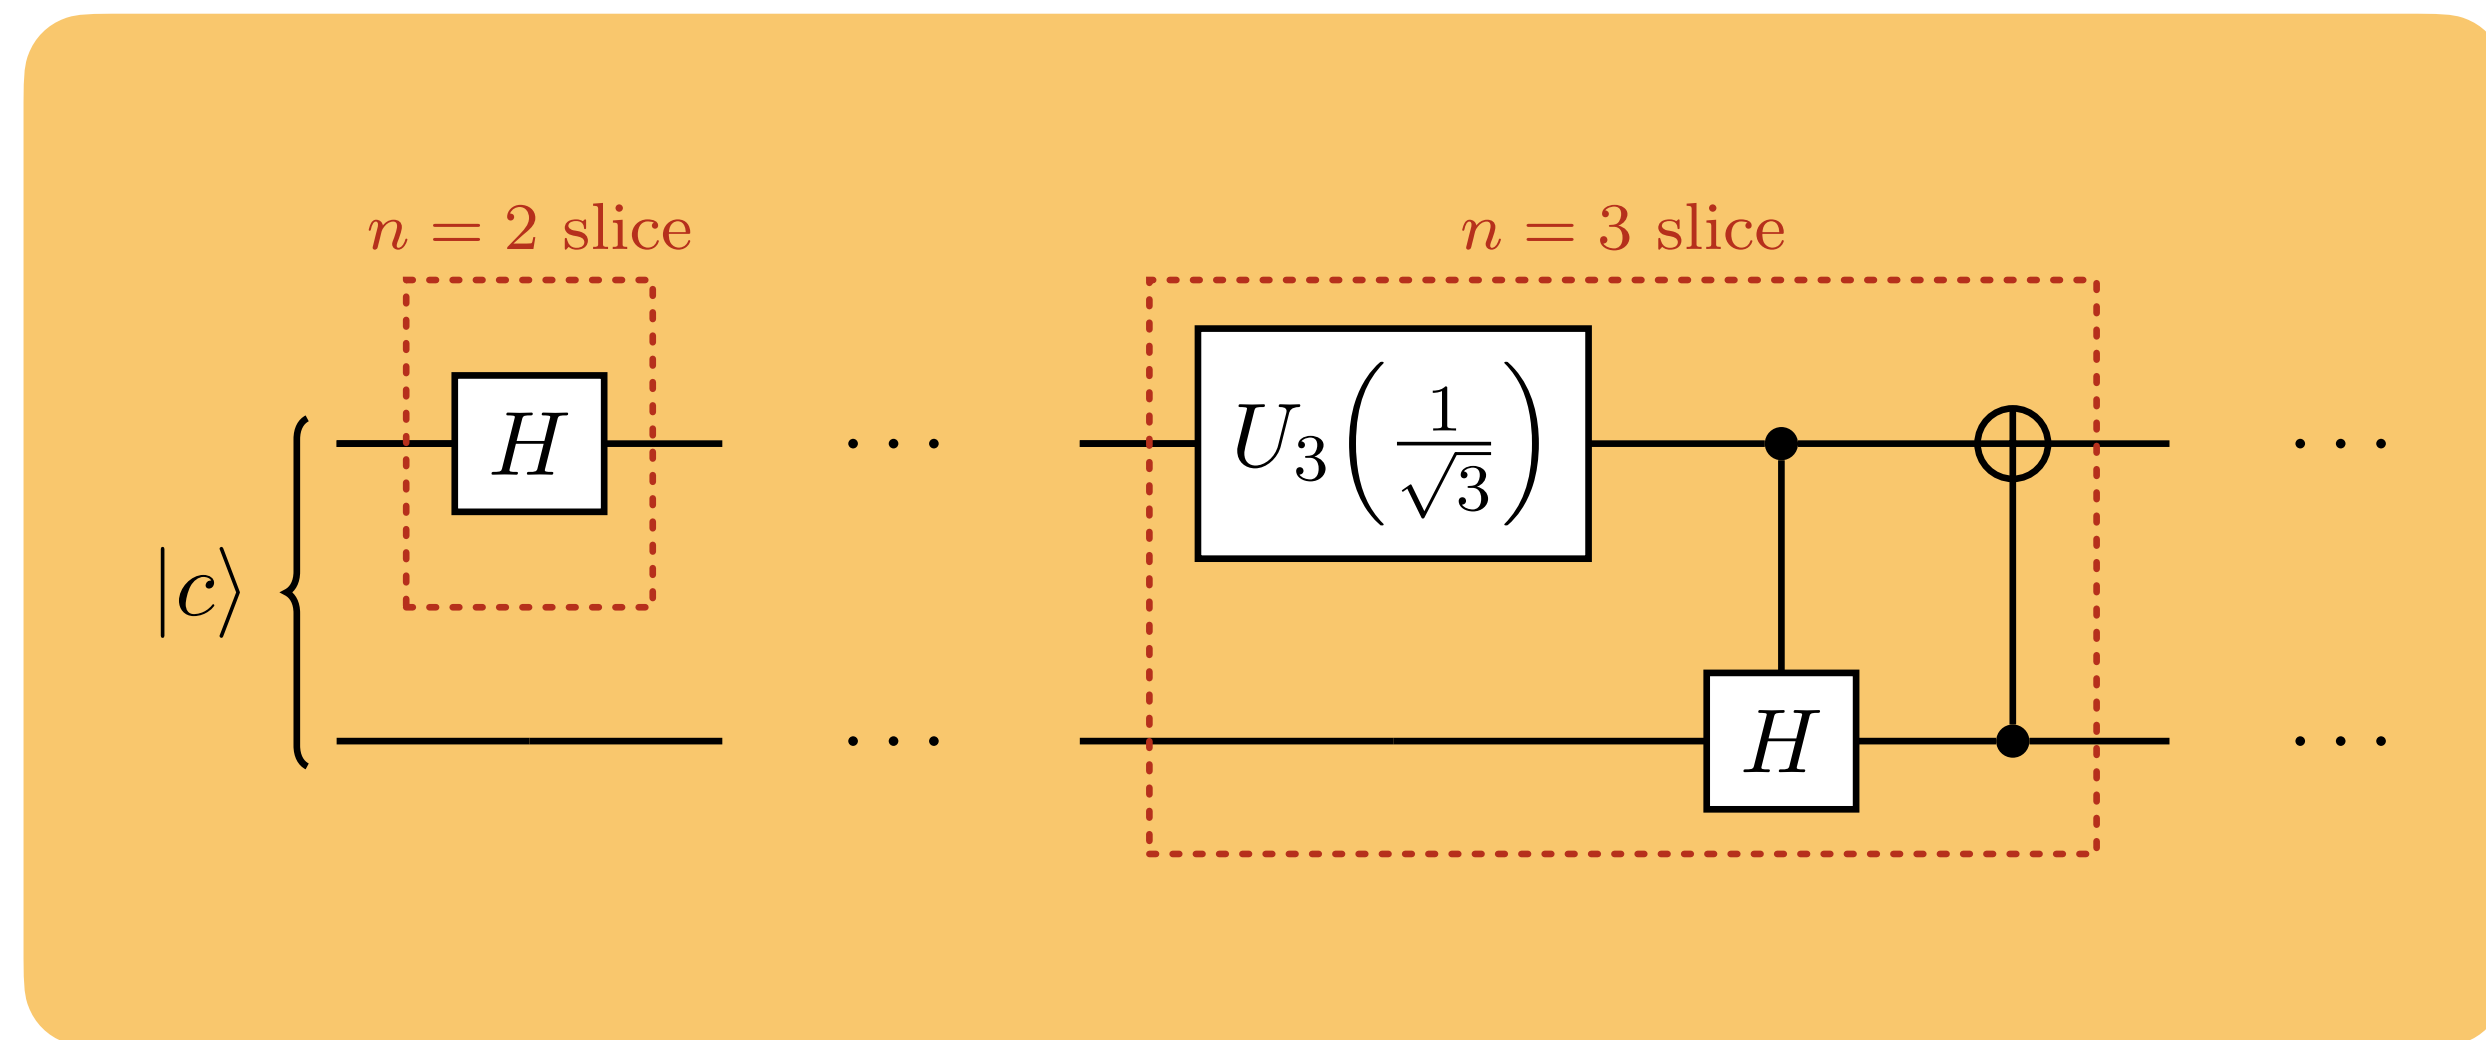 n = 2 slice
n = 3 slice
|c⟩
H
U₃(1/√3)
H